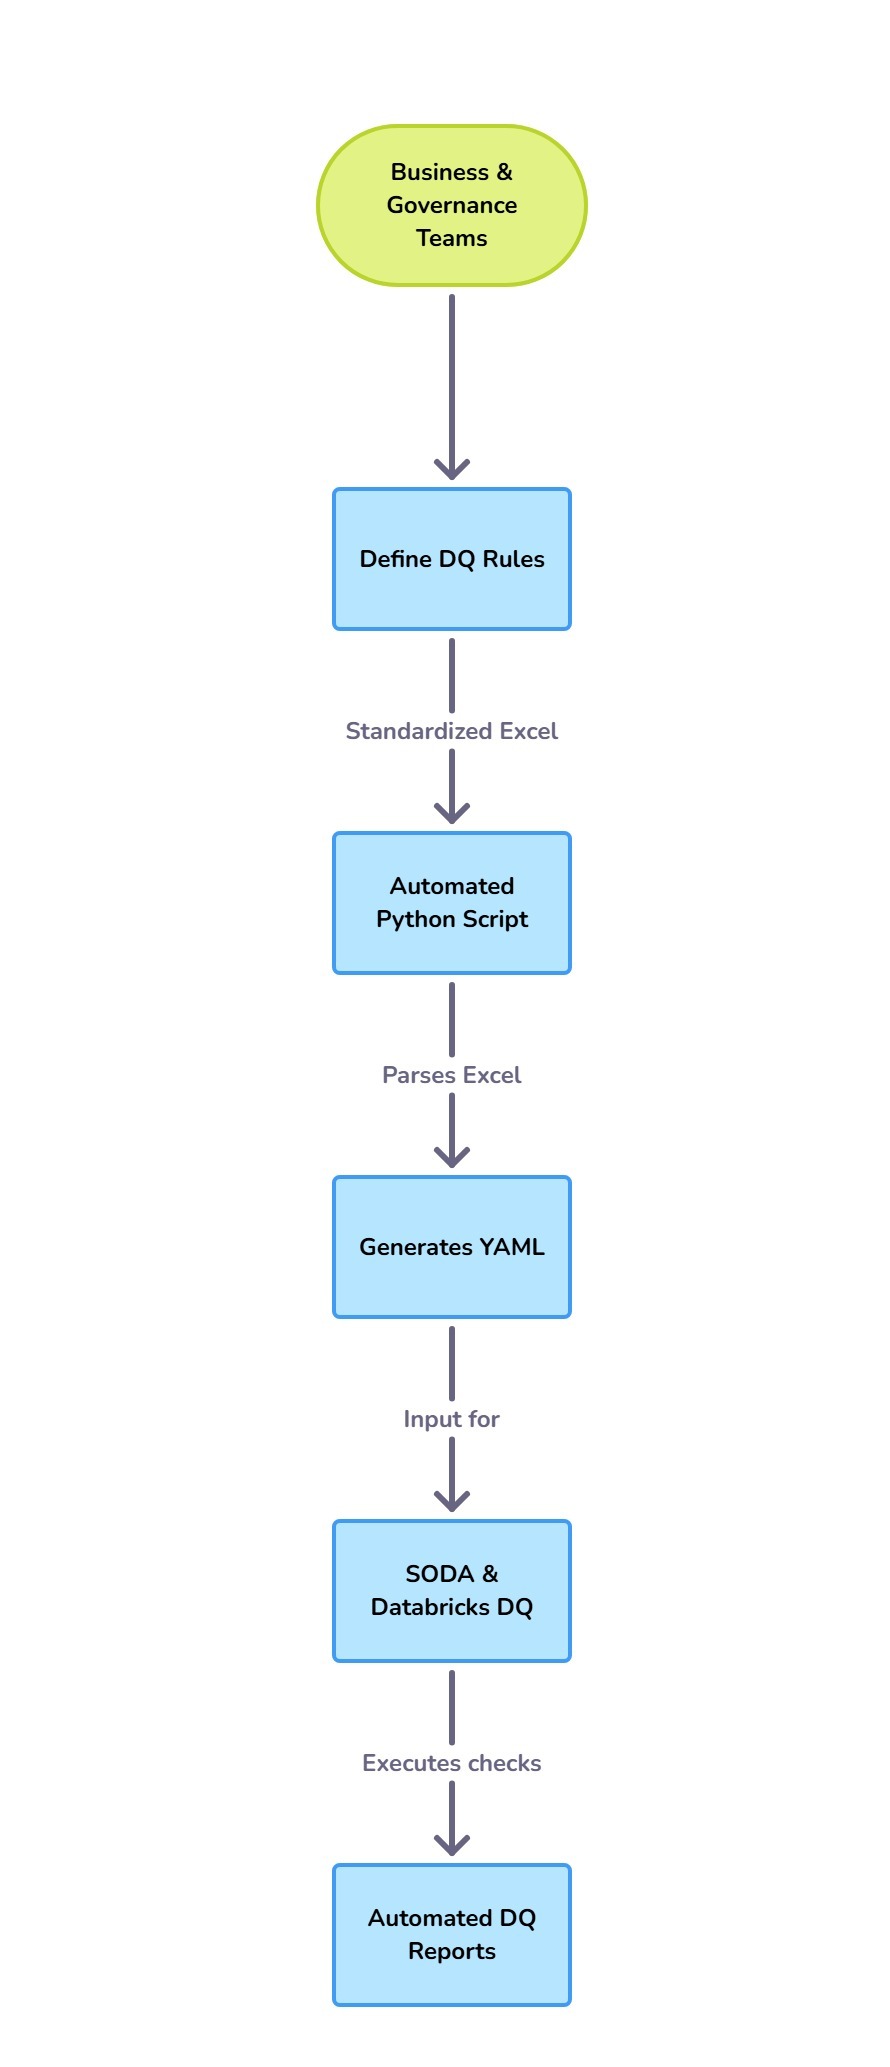 Business &
Governance
Teams
Define DQ Rules
Standardized Excel
Automated
Python Script
Parses Excel
Generates YAML
Input for
SODA &
Databricks DQ
Executes checks
Automated DQ
Reports